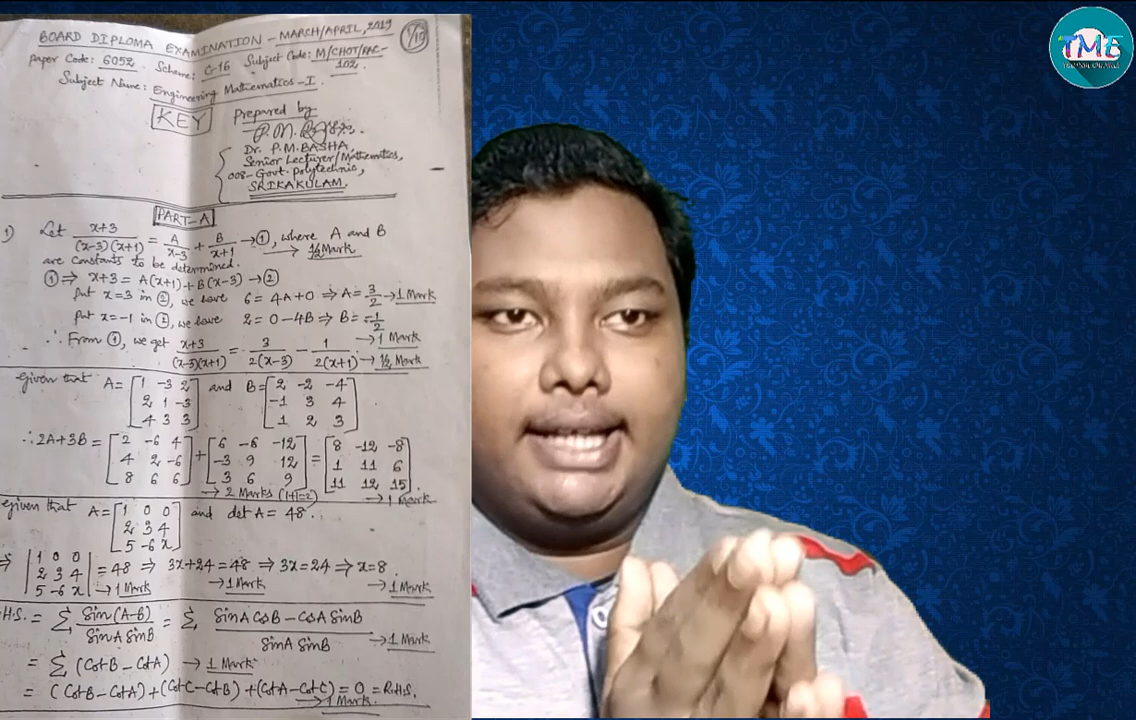 BOARD DIPLOMA EXAMINATION - MARCH/APRIL, 2019
1/10
Paper Code: 6052 Scheme: C-16 Subject Code: M/CHOT/PAC-102
Subject Name: Engineering Mathematics-I.
KEY
Prepared by
Dr. P.M.BASHA,
Senior Lecturer/Mathematics,
008-Govt. polytechnic,
SRIKAKULAM.
PART-A
1) Let (x+3)/((x-3)(x+1)) = A/(x-3) + B/(x+1) → ①, where A and B
are Constants to be determined. → ½ Mark
① ⇒ x+3 = A(x+1)+B(x-3) → ②
put x=3 in ②, we have 6 = 4A+0 ⇒ A = 3/2 → 1 Mark
put x=-1 in ②, we have 2 = 0-4B ⇒ B = -1/2
→ 1 Mark
∴ From ①, we get (x+3)/((x-3)(x+1)) = 3/(2(x-3)) - 1/(2(x+1)) → ½ Mark
Given that A = [1 -3 2; 2 1 -3; 4 3 3] and B = [2 -2 -4; -1 3 4; 1 2 3].
∴ 2A+3B = [2 -6 4; 4 2 -6; 8 6 6] + [6 -6 -12; -3 9 12; 3 6 9] = [8 -12 -8; 1 11 6; 11 12 15].
→ 2 Marks (1+1=2) → 1 Mark
Given that A = [1 0 0; 2 3 4; 5 -6 x] and det A = 48.
⇒ |1 0 0; 2 3 4; 5 -6 x| = 48 ⇒ 3x+24 = 48 ⇒ 3x = 24 ⇒ x = 8.
→ 1 Mark → 1 Mark → 1 Mark
H.S. = Σ Sin(A-B)/(SinA SinB) = Σ (SinA CosB - CosA SinB)/(SinA SinB) → 1 Mark
= Σ (CotB - CotA) → 1 Mark
= (CotB - CotA) + (CotC - CotB) + (CotA - CotC) = 0 = R.H.S.
→ 1 Mark.
TME